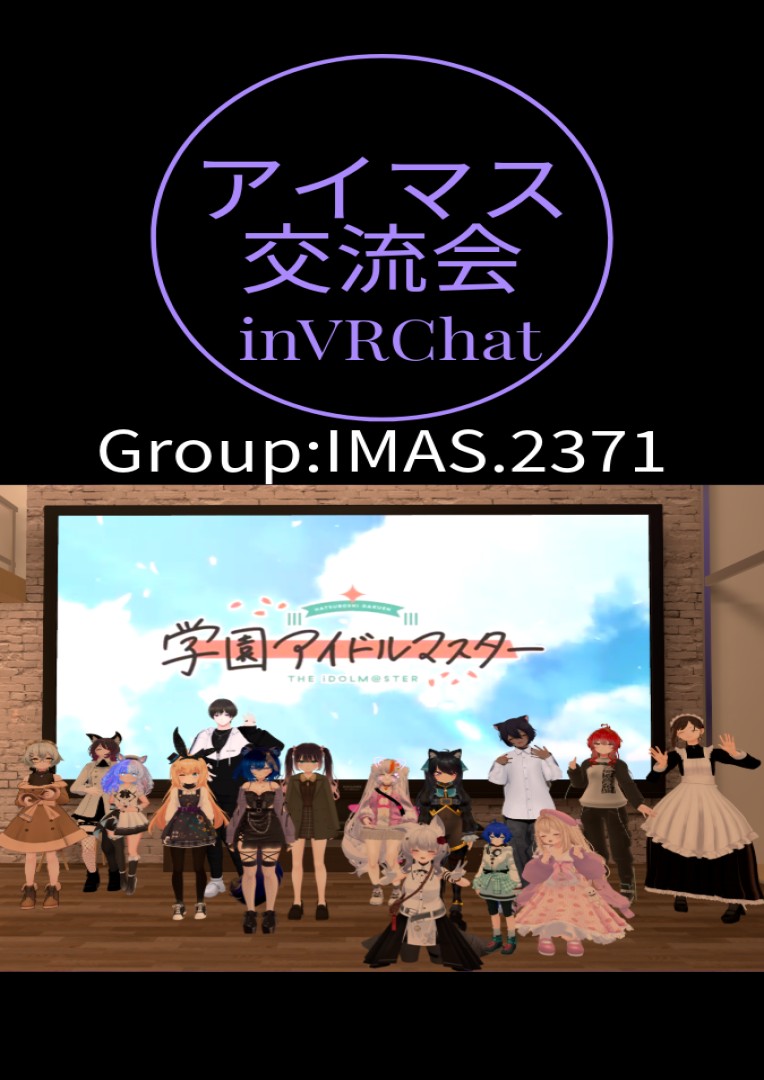 アイマス
交流会
inVRChat
Group:IMAS.2371
HATSUBOSHI GAKUEN
学園アイドルマスター
THE IDOLM@STER